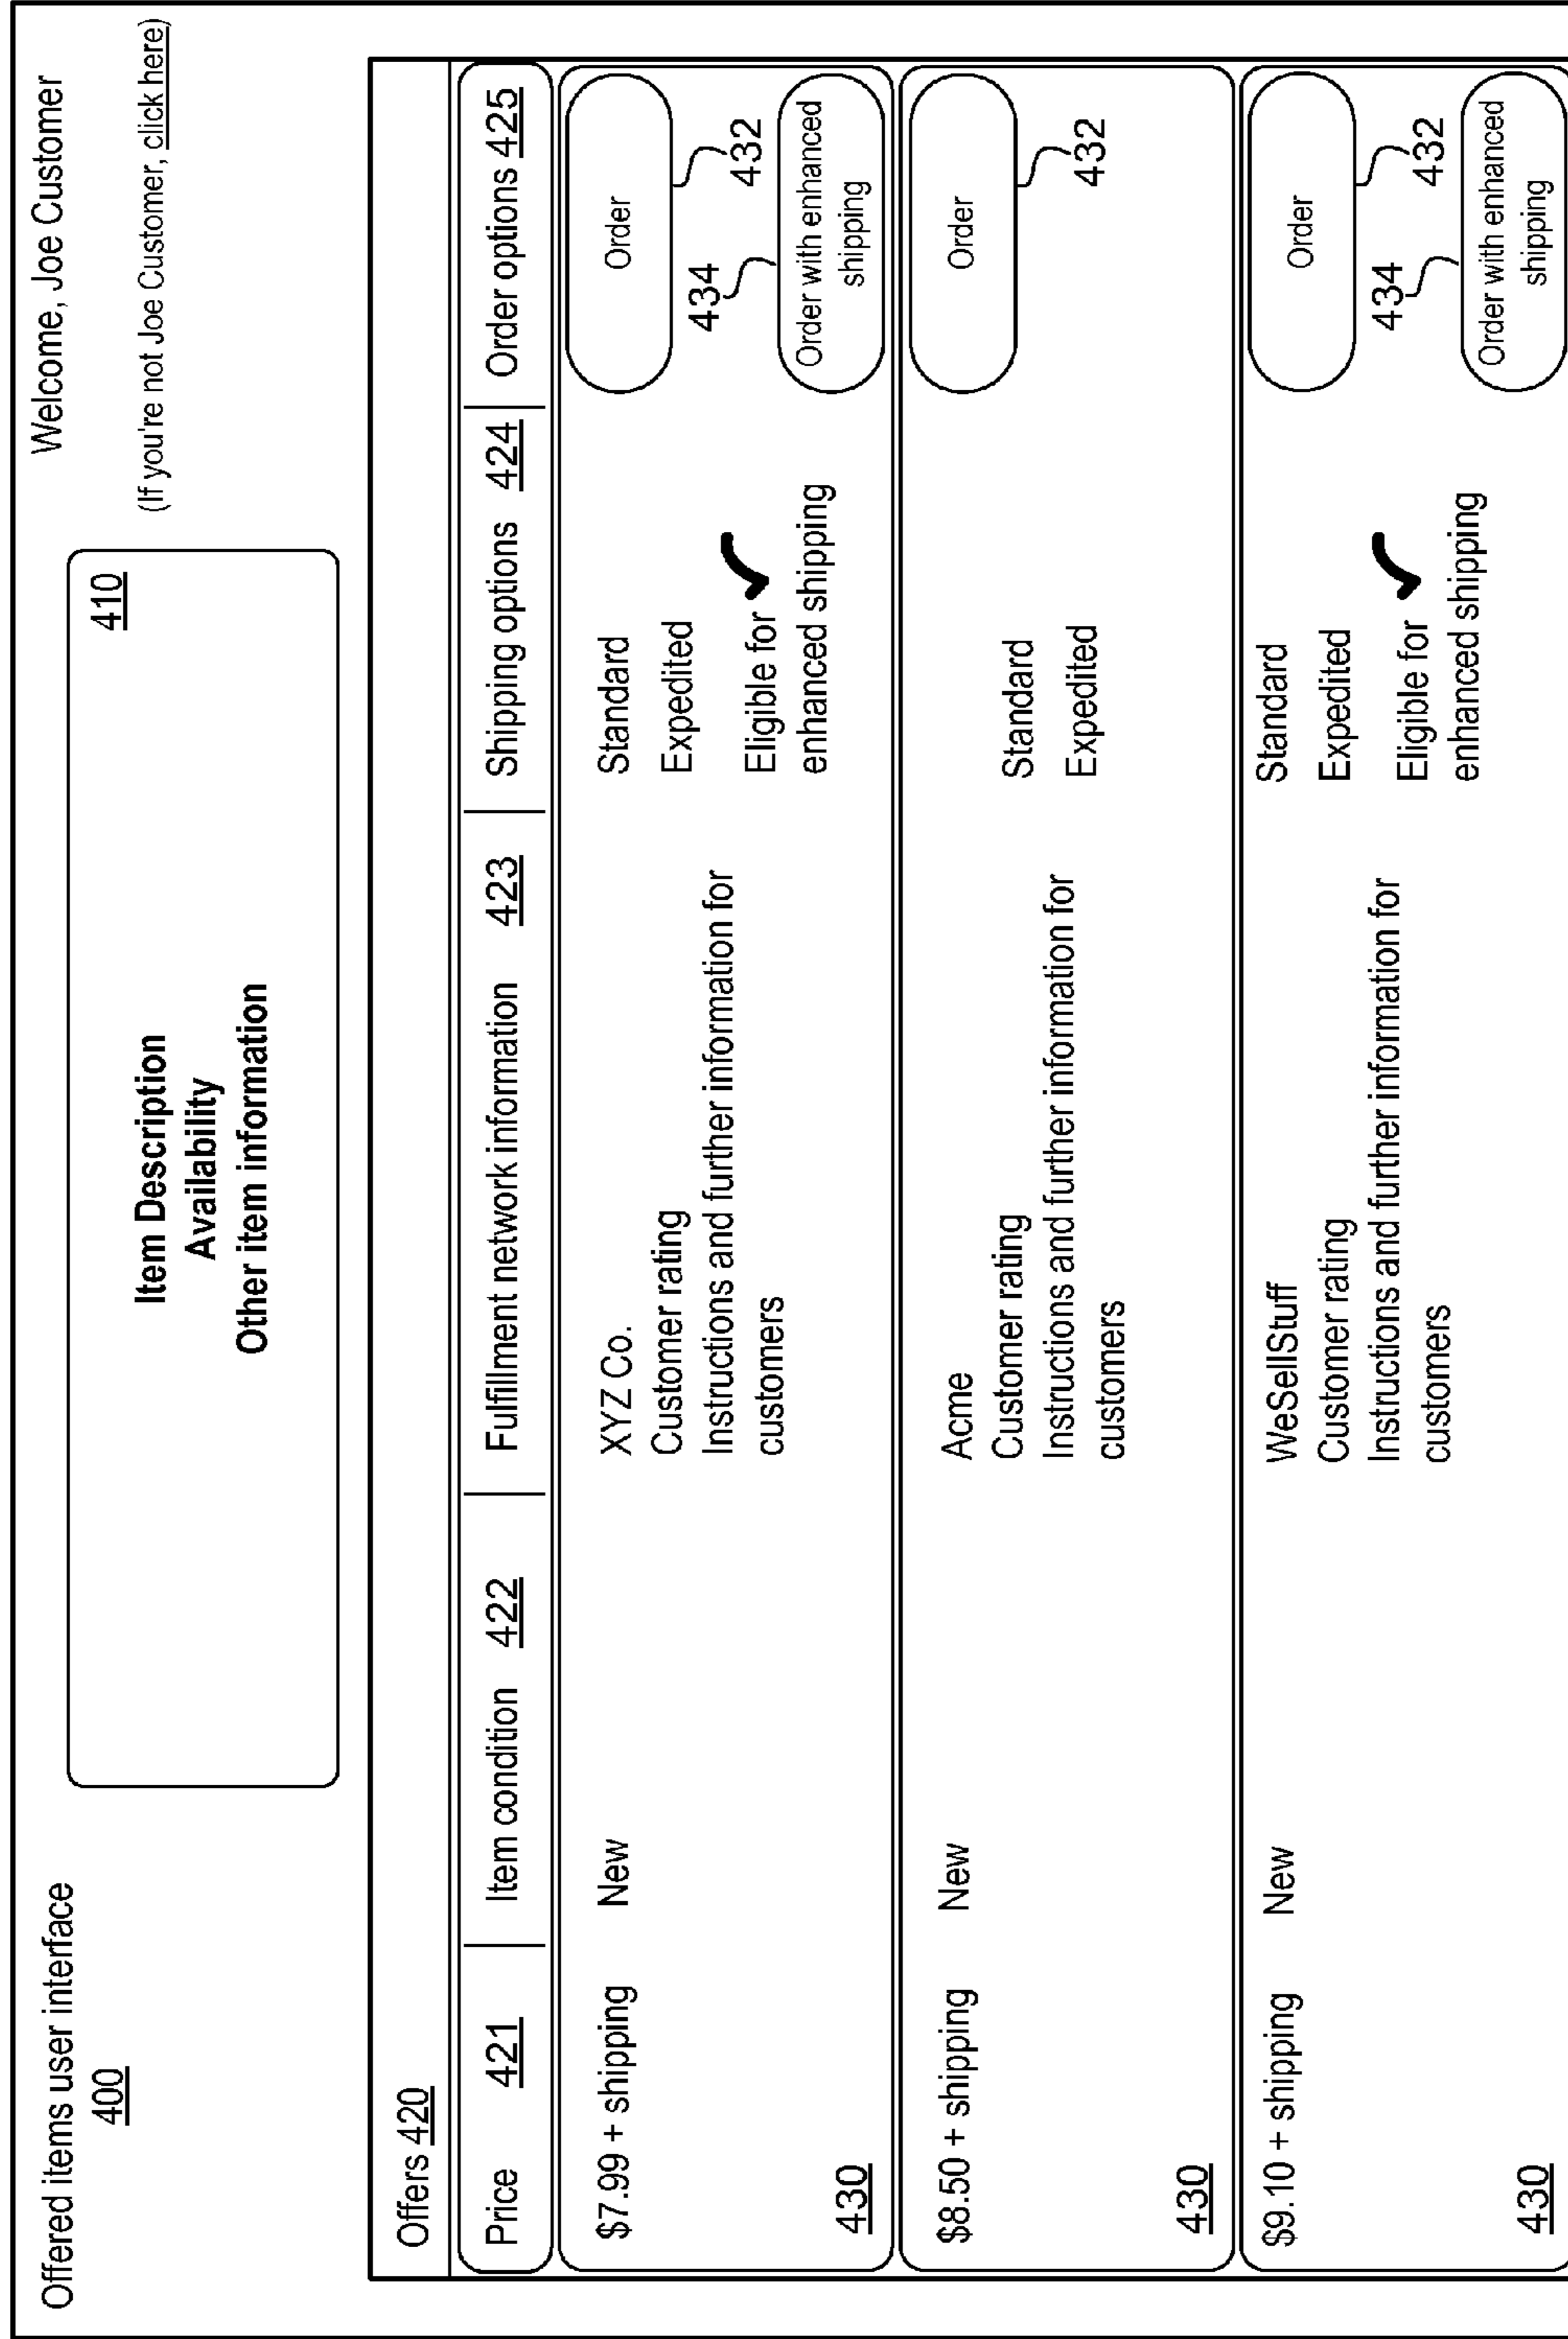 Offered items user interface
400
Welcome, Joe Customer
(If you're not Joe Customer, click here)
410
Item Description
Availability
Other item information
Offers 420
Price 421 Item condition 422 Fulfillment network information 423 Shipping options 424 Order options 425
$7.99 + shipping
New
XYZ Co.
Customer rating
Instructions and further information for
customers
Standard
Expedited
Eligible for
enhanced shipping
Order
432
434
Order with enhanced
shipping
430
$8.50 + shipping
New
Acme
Customer rating
Instructions and further information for
customers
Standard
Expedited
Order
432
430
$9.10 + shipping
New
WeSellStuff
Customer rating
Instructions and further information for
customers
Standard
Expedited
Eligible for
enhanced shipping
Order
432
434
Order with enhanced
shipping
430